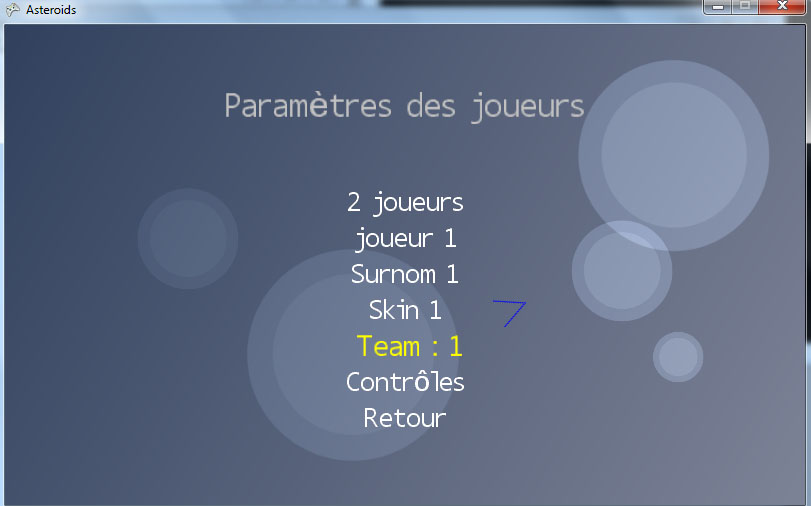 Asteroids
Paramètres des joueurs
2 joueurs
joueur 1
Surnom 1
Skin 1
Team : 1
Contrôles
Retour